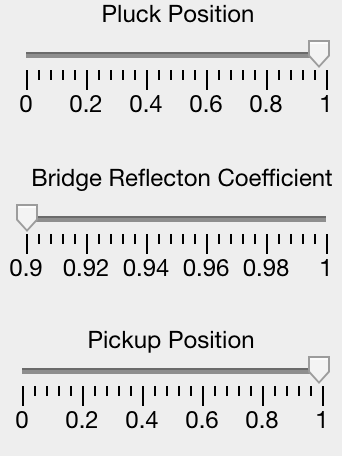 Pluck Position
0 0.2 0.4 0.6 0.8 1
Bridge Reflecton Coefficient
0.9 0.92 0.94 0.96 0.98 1
Pickup Position
0 0.2 0.4 0.6 0.8 1